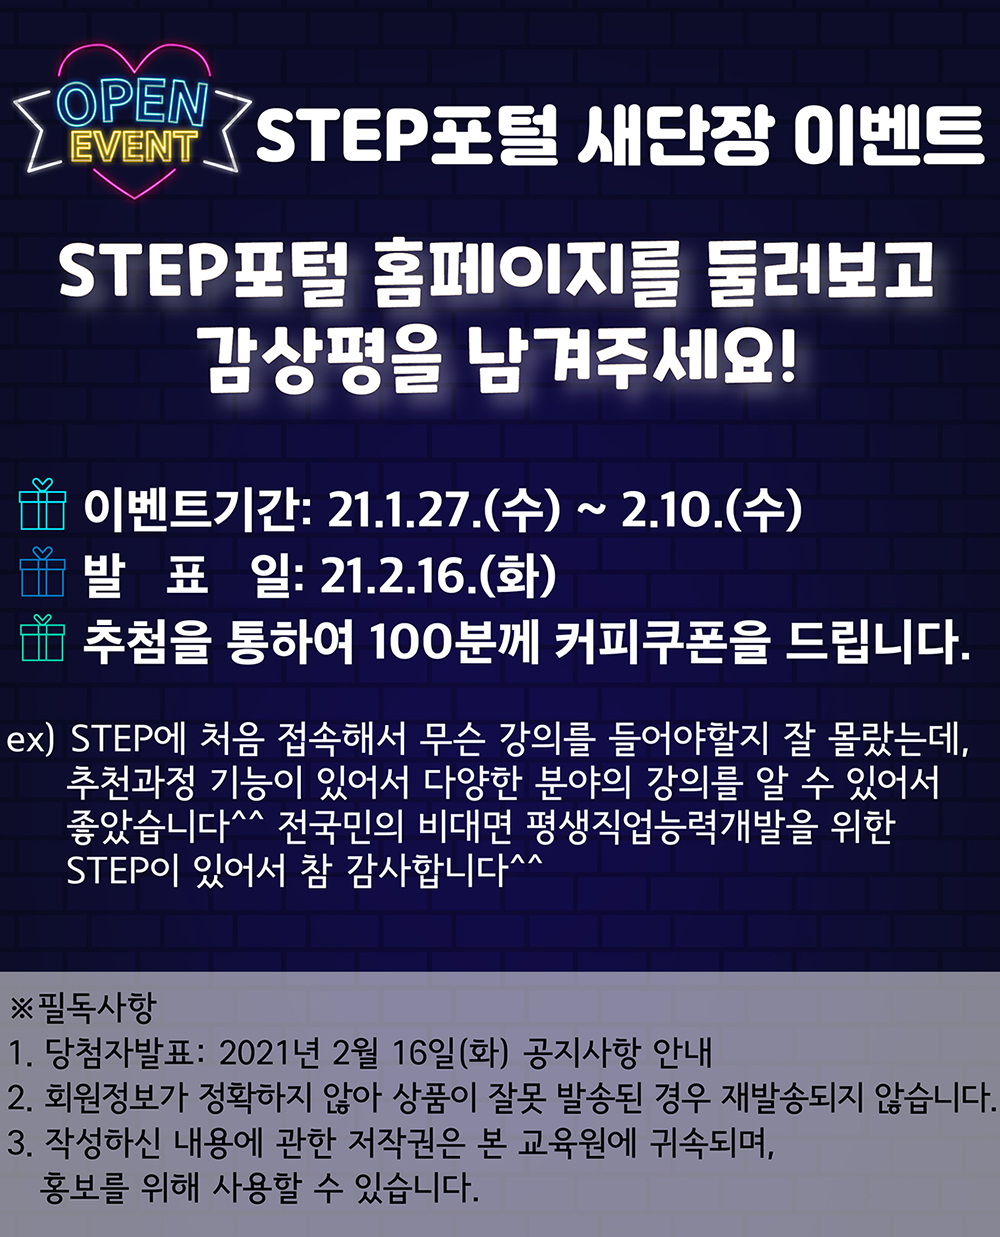 OPEN
EVENT
STEP포털 새단장 이벤트
STEP포털 홈페이지를 둘러보고
감상평을 남겨주세요!
이벤트기간: 21.1.27.(수) ~ 2.10.(수)
발 표 일: 21.2.16.(화)
추첨을 통하여 100분께 커피쿠폰을 드립니다.
ex) STEP에 처음 접속해서 무슨 강의를 들어야할지 잘 몰랐는데,
추천과정 기능이 있어서 다양한 분야의 강의를 알 수 있어서
좋았습니다^^ 전국민의 비대면 평생직업능력개발을 위한
STEP이 있어서 참 감사합니다^^
※필독사항
1. 당첨자발표: 2021년 2월 16일(화) 공지사항 안내
2. 회원정보가 정확하지 않아 상품이 잘못 발송된 경우 재발송되지 않습니다.
3. 작성하신 내용에 관한 저작권은 본 교육원에 귀속되며,
홍보를 위해 사용할 수 있습니다.